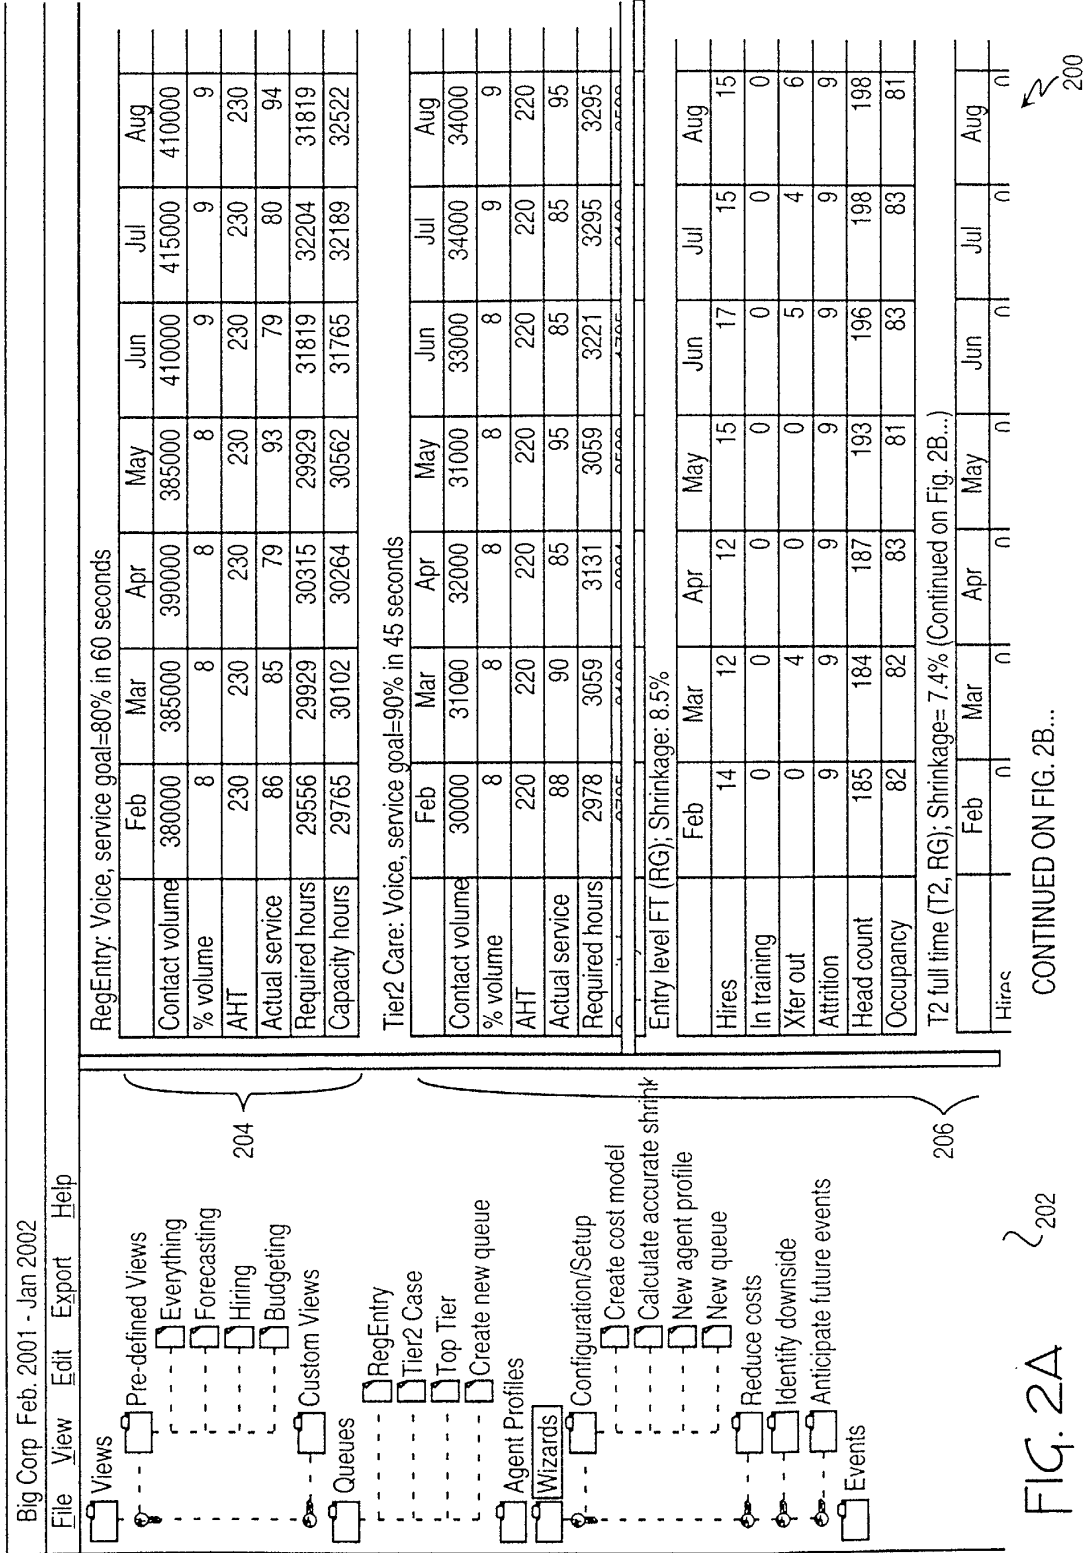 Big Corp Feb. 2001 - Jan 2002
File View Edit Export Help
Views
Pre-defined Views
Everything
Forecasting
Hiring
Budgeting
Custom Views
Queues
RegEntry
Tier2 Case
Top Tier
Create new queue
Agent Profiles
Wizards
Configuration/Setup
Create cost model
Calculate accurate shrink
New agent profile
New queue
Reduce costs
Identify downside
Anticipate future events
Events
204
206
202
RegEntry: Voice, service goal=80% in 60 seconds
Feb Mar Apr May Jun Jul Aug
Contact volume 380000 385000 390000 385000 410000 415000 410000
% volume 8 8 8 8 9 9 9
AHT 230 230 230 230 230 230 230
Actual service 86 85 79 93 79 80 94
Required hours 29556 29929 30315 29929 31819 32204 31819
Capacity hours 29765 30102 30264 30562 31765 32189 32522
Tier2 Care: Voice, service goal=90% in 45 seconds
Feb Mar Apr May Jun Jul Aug
Contact volume 30000 31000 32000 31000 33000 34000 34000
% volume 8 8 8 8 8 9 9
AHT 220 220 220 220 220 220 220
Actual service 88 90 85 95 85 85 95
Required hours 2978 3059 3131 3059 3221 3295 3295
Entry level FT (RG); Shrinkage: 8.5%
Feb Mar Apr May Jun Jul Aug
Hires 14 12 12 15 17 15 15
In training 0 0 0 0 0 0 0
Xfer out 0 4 0 0 5 4 6
Attrition 9 9 9 9 9 9 9
Head count 185 184 187 193 196 198 198
Occupancy 82 82 83 81 83 83 81
T2 full time (T2, RG); Shrinkage= 7.4% (Continued on Fig. 2B...)
Feb Mar Apr May Jun Jul Aug
Hires 0 0 0 0 0 0 0
CONTINUED ON FIG. 2B...
200
FIG. 2A